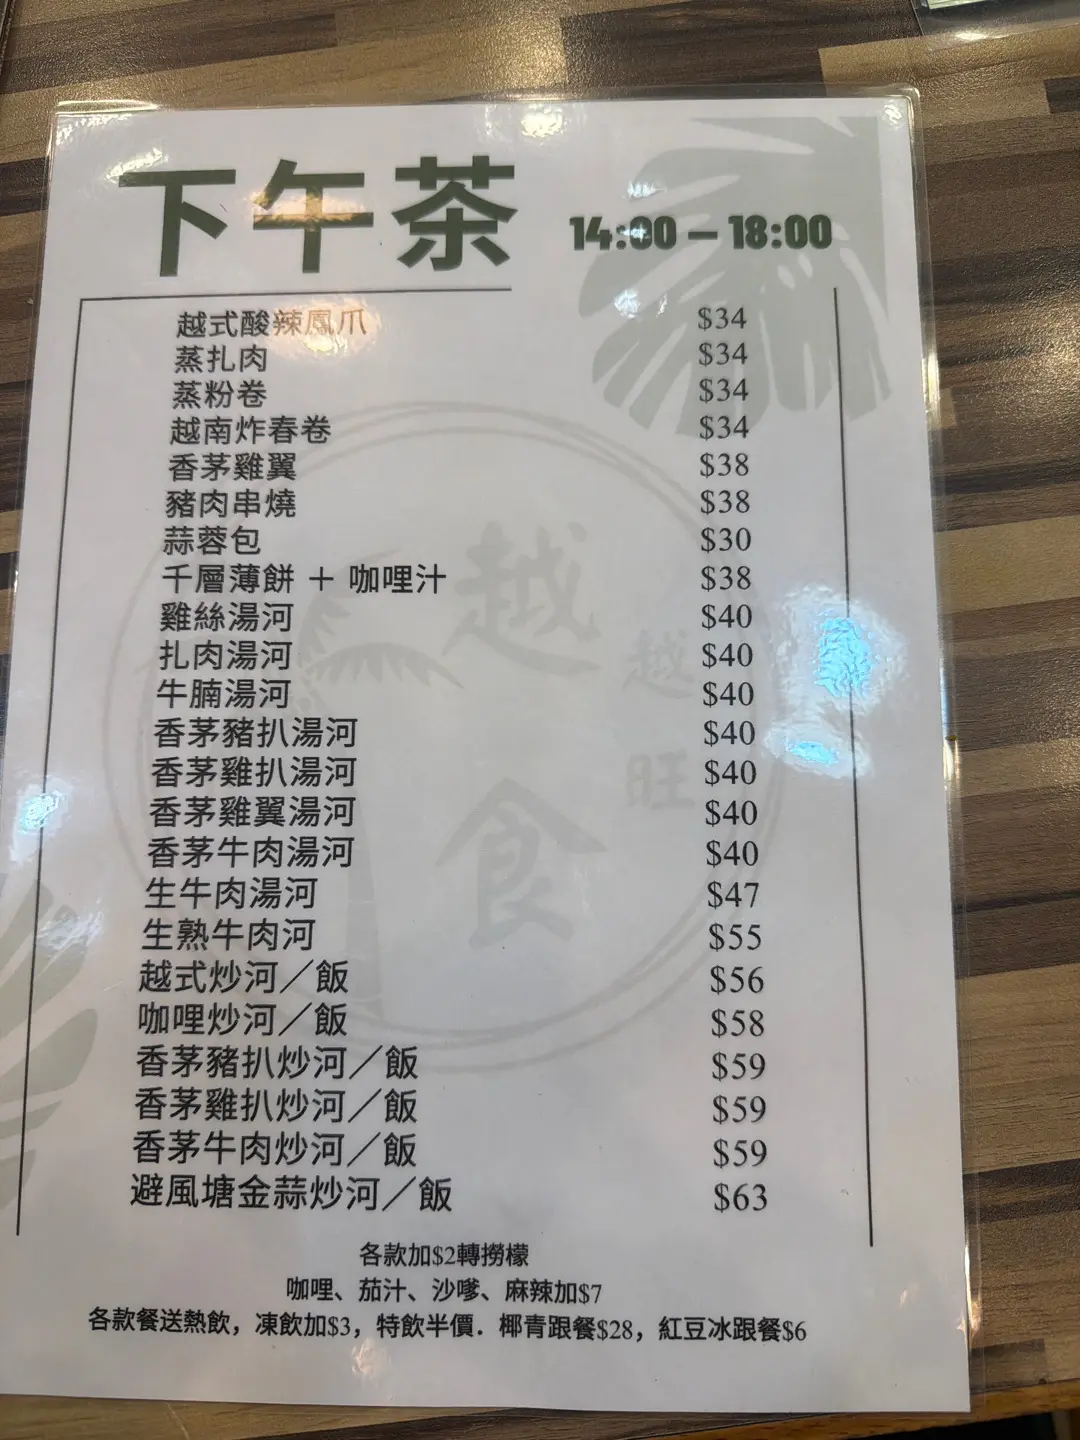 下午茶 14:00 – 18:00
越式酸辣鳳爪 $34
蒸扎肉 $34
蒸粉卷 $34
越南炸春卷 $34
香茅雞翼 $38
豬肉串燒 $38
蒜蓉包 $30
千層薄餅 + 咖哩汁 $38
雞絲湯河 $40
扎肉湯河 $40
牛腩湯河 $40
香茅豬扒湯河 $40
香茅雞扒湯河 $40
香茅雞翼湯河 $40
香茅牛肉湯河 $40
生牛肉湯河 $47
生熟牛肉河 $55
越式炒河／飯 $56
咖哩炒河／飯 $58
香茅豬扒炒河／飯 $59
香茅雞扒炒河／飯 $59
香茅牛肉炒河／飯 $59
避風塘金蒜炒河／飯 $63
各款加$2轉撈檬
咖哩、茄汁、沙嗲、麻辣加$7
各款餐送熱飲，凍飲加$3，特飲半價．椰青跟餐$28，紅豆冰跟餐$6
越食
越旺